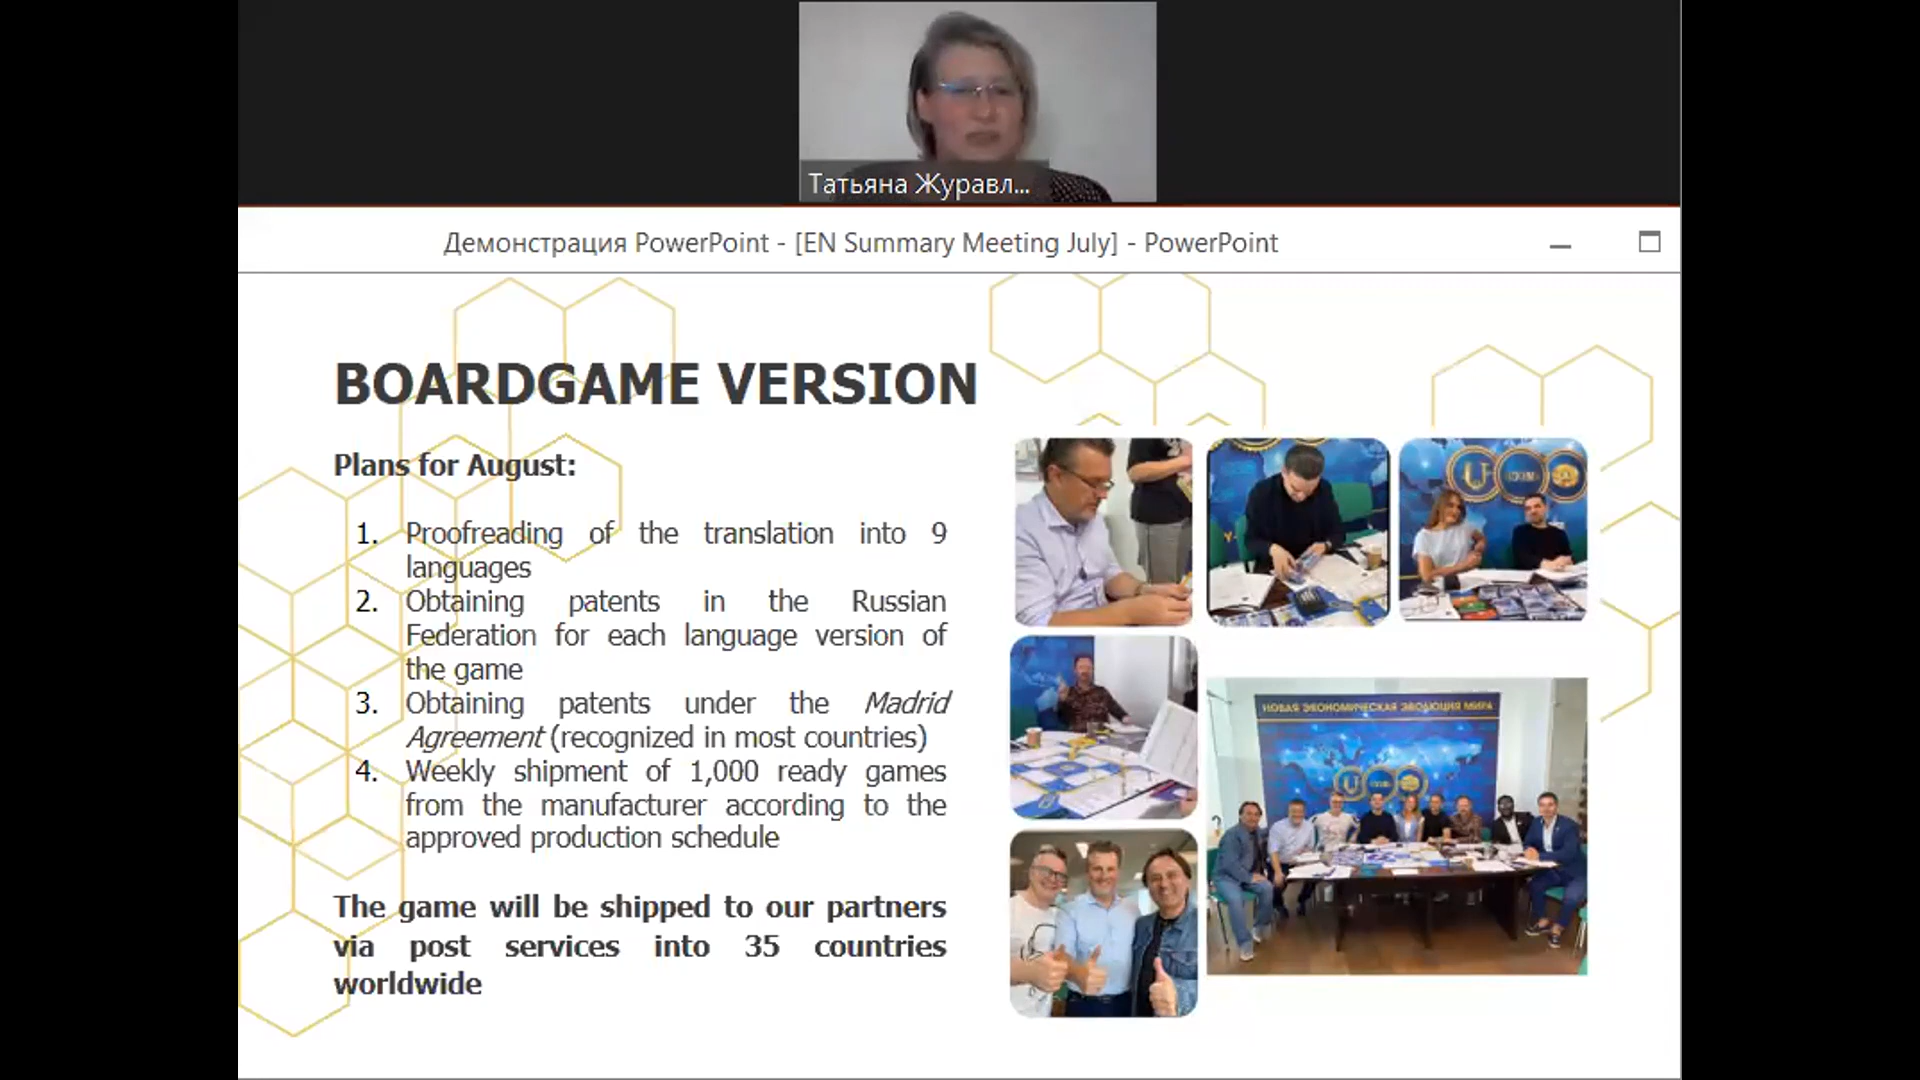 Татьяна Журавл...
Демонстрация PowerPoint - [EN Summary Meeting July] - PowerPoint
BOARDGAME VERSION
Plans for August:
1. Proofreading of the translation into 9
languages
2. Obtaining patents in the Russian
Federation for each language version of
the game
3. Obtaining patents under the Madrid
Agreement (recognized in most countries)
4. Weekly shipment of 1,000 ready games
from the manufacturer according to the
approved production schedule
The game will be shipped to our partners
via post services into 35 countries
worldwide
НОВАЯ ЭКОНОМИЧЕСКАЯ ЭВОЛЮЦИЯ МИРА